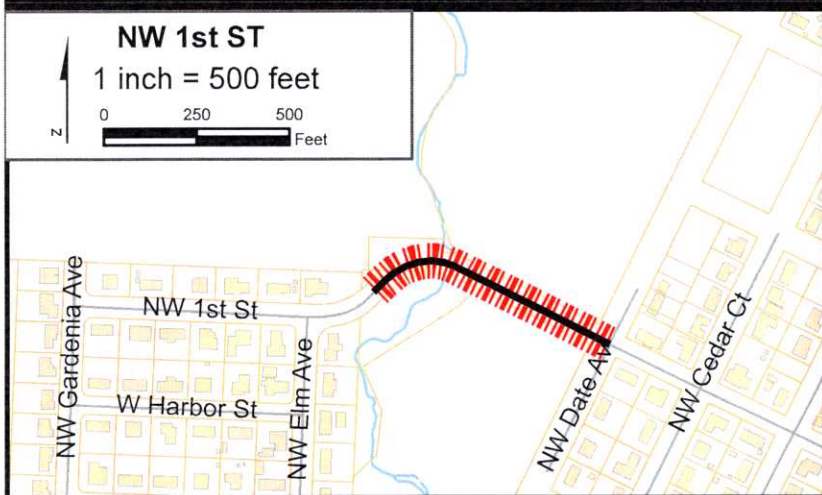 NW 1st ST
1 inch = 500 feet
0 250 500
Feet
Z
NW Gardenia Ave
NW 1st St
W Harbor St
NW Elm Ave
NW Date Av
NW Cedar Ct